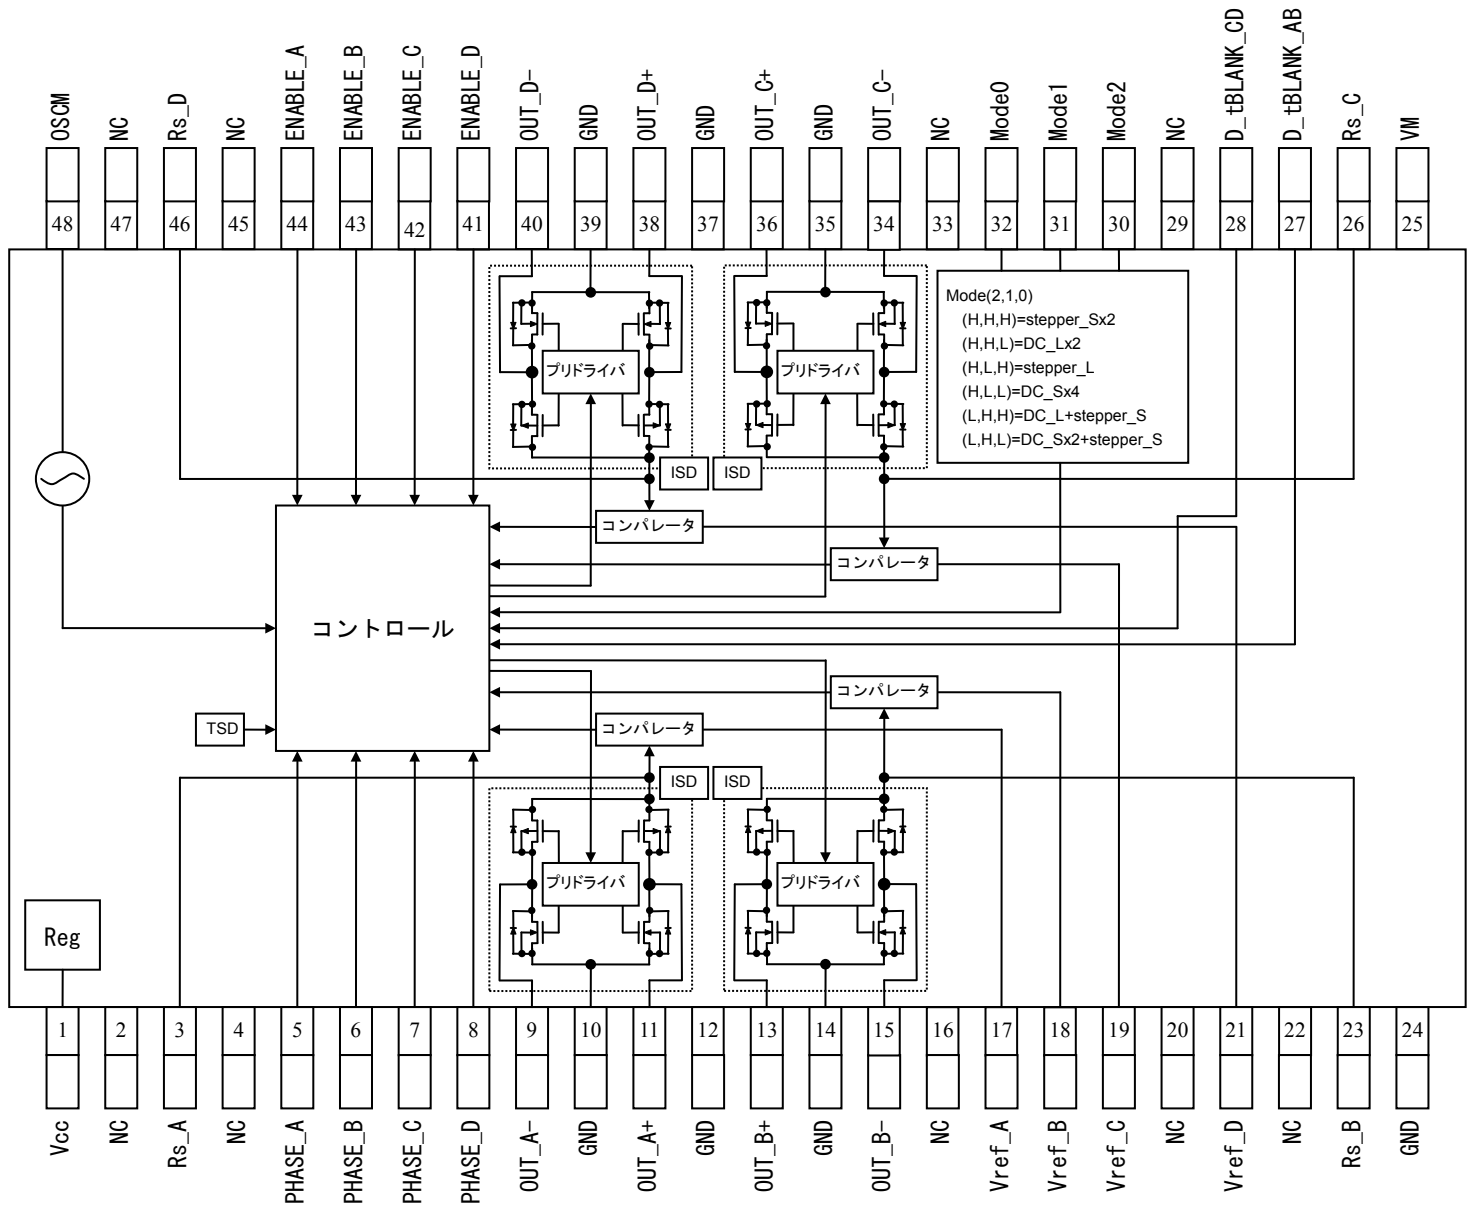 OSCM
NC
Rs_D
NC
ENABLE_A
ENABLE_B
ENABLE_C
ENABLE_D
OUT_D-
GND
OUT_D+
GND
OUT_C+
GND
OUT_C-
NC
Mode0
Mode1
Mode2
NC
D_tBLANK_CD
D_tBLANK_AB
Rs_C
VM
48
47
46
45
44
43
42
41
40
39
38
37
36
35
34
33
32
31
30
29
28
27
26
25
Mode(2,1,0)
(H,H,H)=stepper_Sx2
(H,H,L)=DC_Lx2
(H,L,H)=stepper_L
(H,L,L)=DC_Sx4
(L,H,H)=DC_L+stepper_S
(L,H,L)=DC_Sx2+stepper_S
プリドライバ
プリドライバ
ISD
ISD
コンパレータ
コンパレータ
コントロール
コンパレータ
コンパレータ
TSD
ISD
ISD
プリドライバ
プリドライバ
Reg
1
2
3
4
5
6
7
8
9
10
11
12
13
14
15
16
17
18
19
20
21
22
23
24
Vcc
NC
Rs_A
NC
PHASE_A
PHASE_B
PHASE_C
PHASE_D
OUT_A-
GND
OUT_A+
GND
OUT_B+
GND
OUT_B-
NC
Vref_A
Vref_B
Vref_C
NC
Vref_D
NC
Rs_B
GND